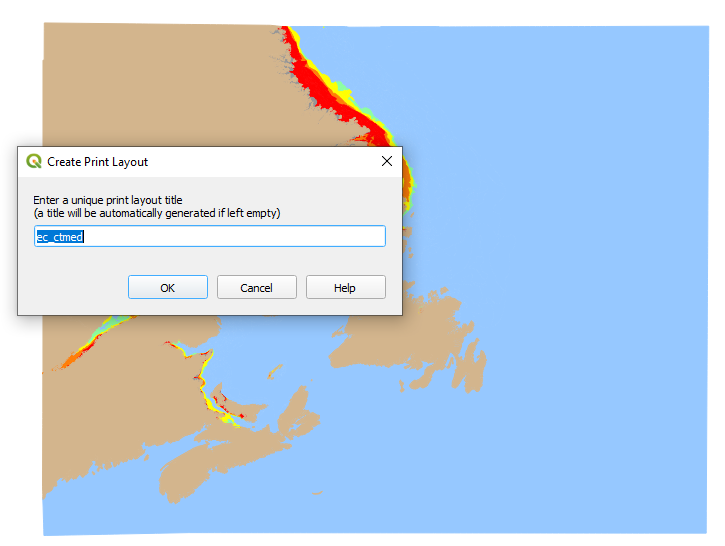 Create Print Layout
Enter a unique print layout title
(a title will be automatically generated if left empty)
ec_ctmed
OK Cancel Help